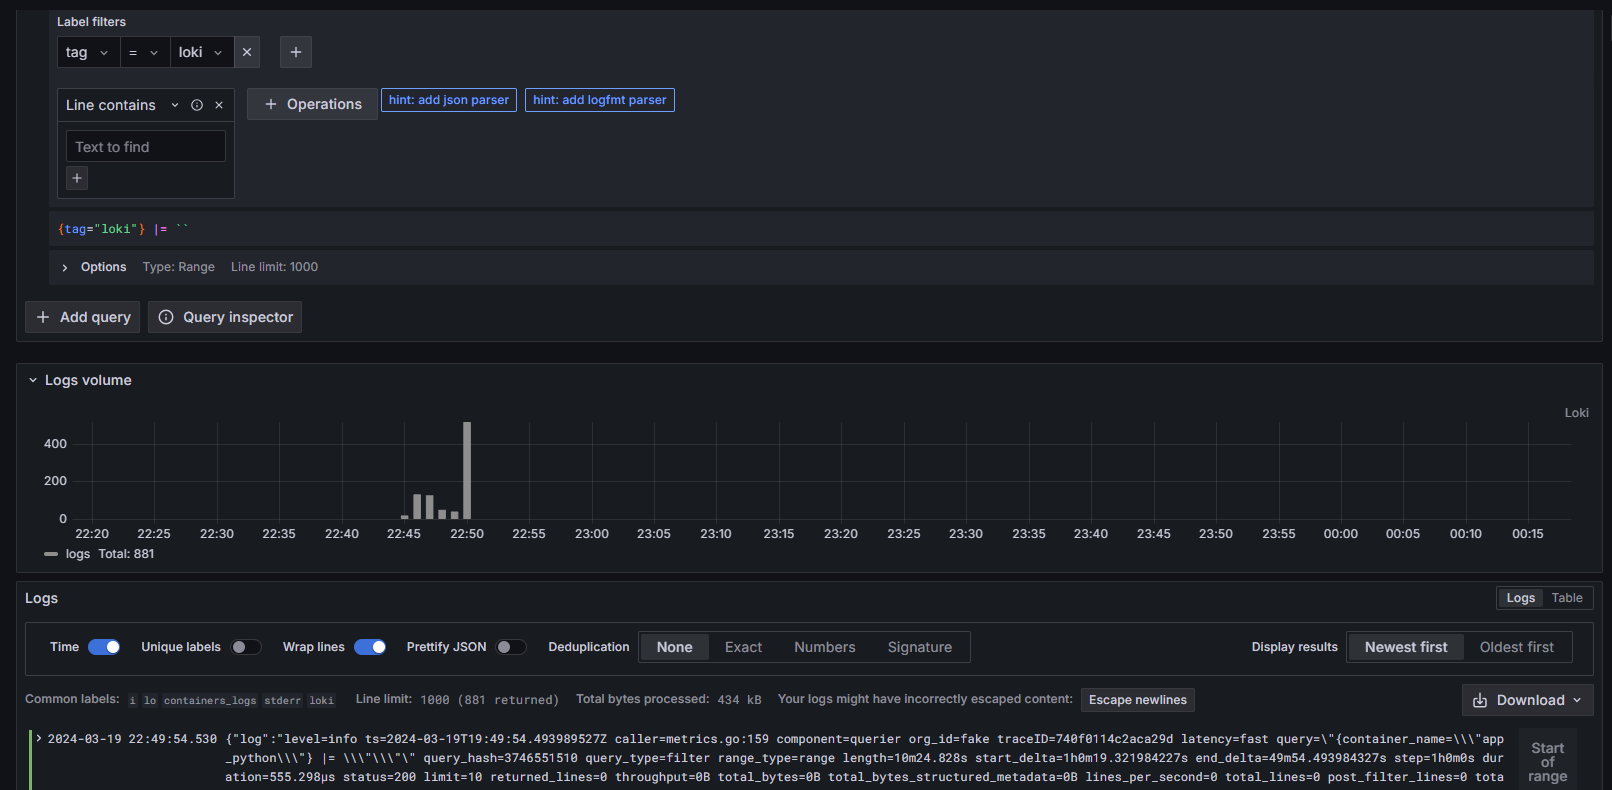 Label filters
tag = loki
Line contains + Operations hint: add json parser hint: add logfmt parser
Text to find
+
{tag="loki"} |= ``
Options Type: Range Line limit: 1000
+ Add query Query inspector
Logs volume
Loki
400
200
0
22:20 22:25 22:30 22:35 22:40 22:45 22:50 22:55 23:00 23:05 23:10 23:15 23:20 23:25 23:30 23:35 23:40 23:45 23:50 23:55 00:00 00:05 00:10 00:15
logs Total: 881
Logs Logs Table
Time Unique labels Wrap lines Prettify JSON Deduplication None Exact Numbers Signature Display results Newest first Oldest first
Common labels: i lo containers_logs stderr loki Line limit: 1000 (881 returned) Total bytes processed: 434 kB Your logs might have incorrectly escaped content: Escape newlines Download
2024-03-19 22:49:54.530 {"log":"level=info ts=2024-03-19T19:49:54.493989527Z caller=metrics.go:159 component=querier org_id=fake traceID=740f0114c2aca29d latency=fast query=\"{container_name=\\\"app
_python\\\"} |= \\\"\\\"\" query_hash=3746551510 query_type=filter range_type=range length=10m24.828s start_delta=1h0m19.321984227s end_delta=49m54.493984327s step=1h0m0s dur
ation=555.298µs status=200 limit=10 returned_lines=0 throughput=0B total_bytes=0B total_bytes_structured_metadata=0B lines_per_second=0 total_lines=0 post_filter_lines=0 tota
Start
of
range